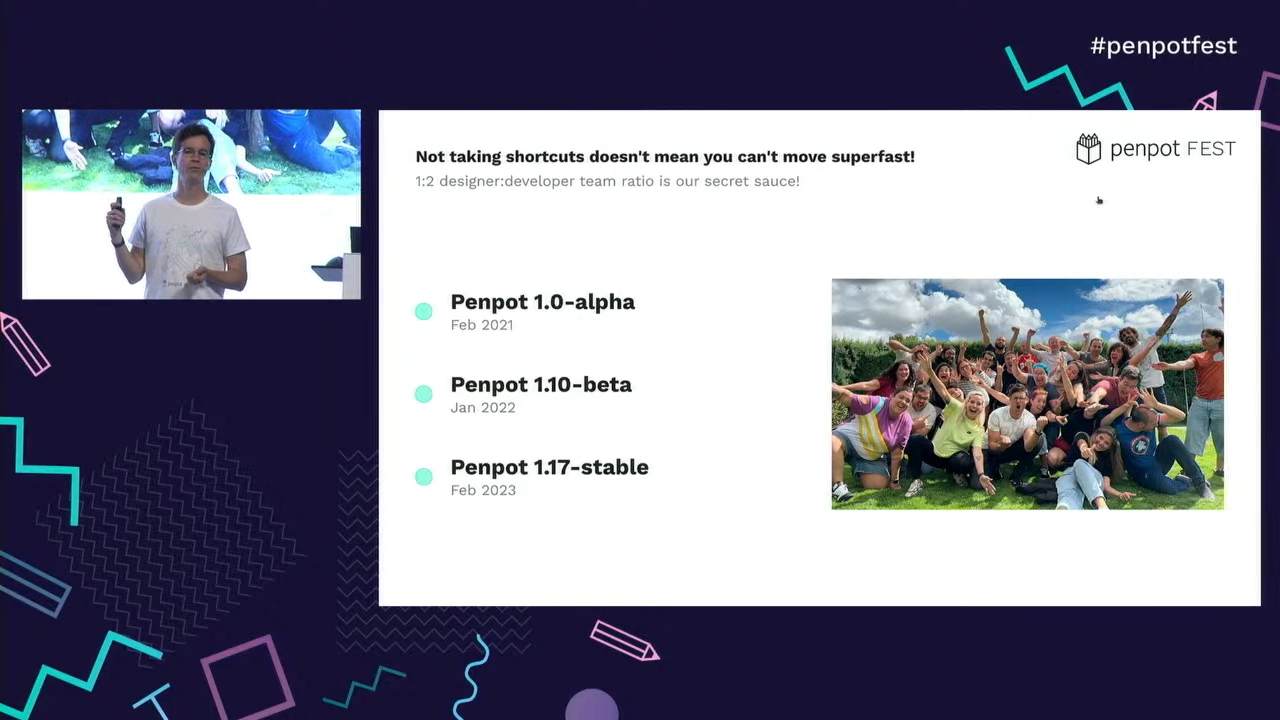 #penpotfest
Not taking shortcuts doesn't mean you can't move superfast!
1:2 designer:developer team ratio is our secret sauce!
penpot FEST
Penpot 1.0-alpha
Feb 2021
Penpot 1.10-beta
Jan 2022
Penpot 1.17-stable
Feb 2023